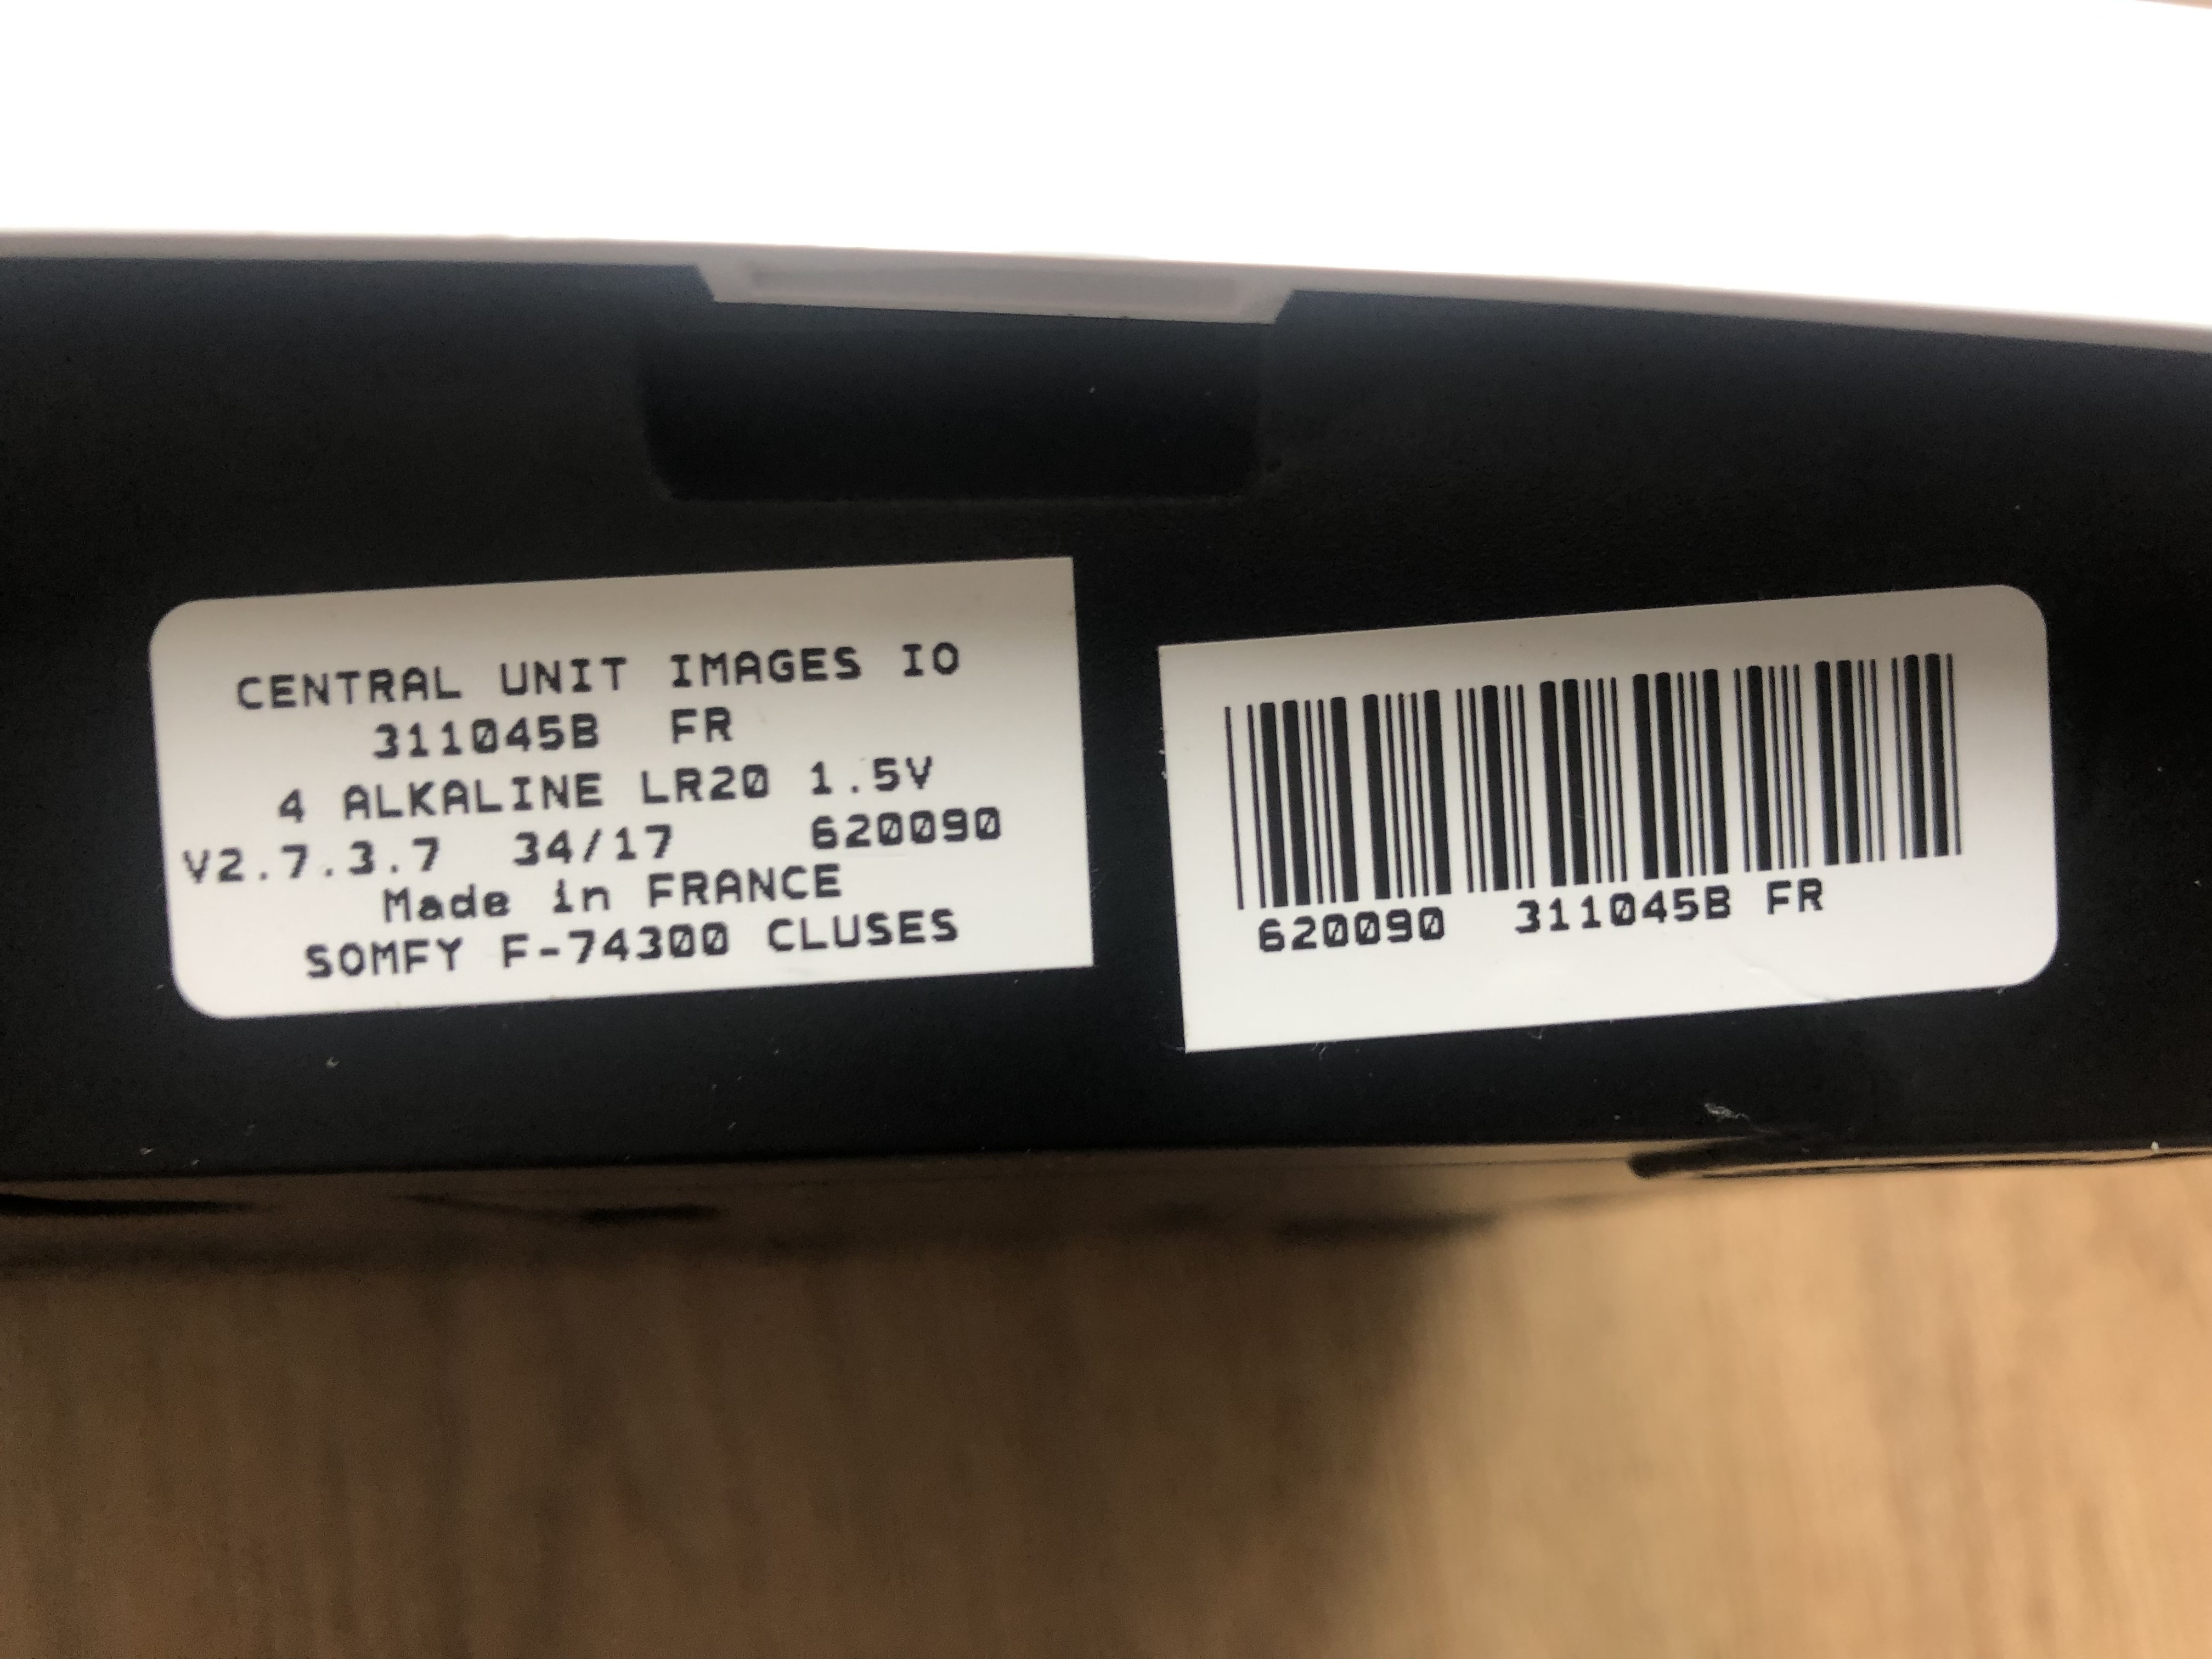 CENTRAL UNIT IMAGES IO
311045B FR
4 ALKALINE LR20 1.5V
V2.7.3.7 34/17 620090
Made in FRANCE
SOMFY F-74300 CLUSES
620090 311045B FR